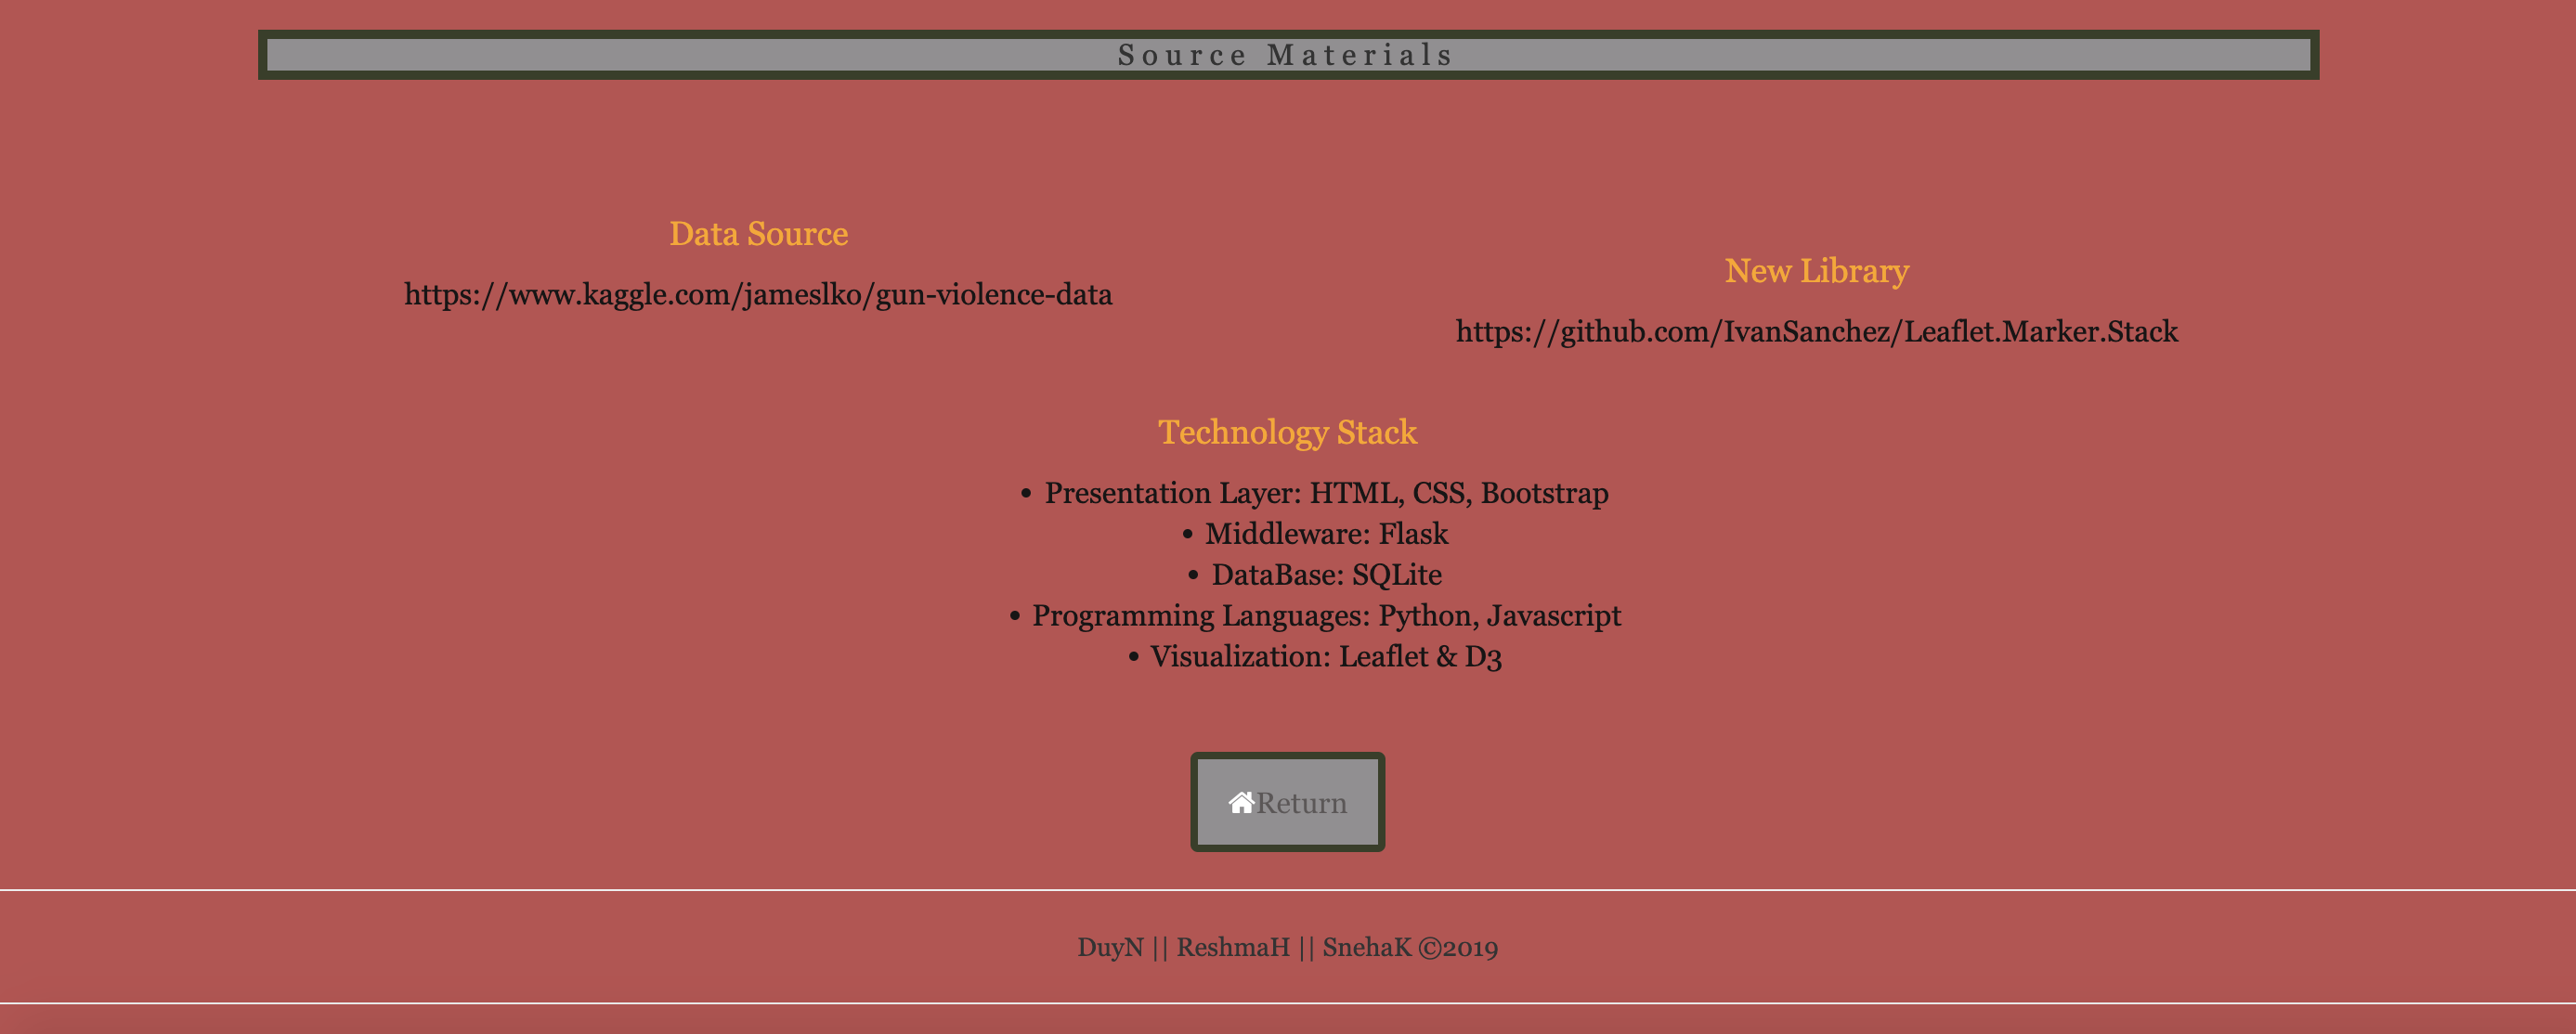 Source Materials
Data Source
https://www.kaggle.com/jameslko/gun-violence-data
New Library
https://github.com/IvanSanchez/Leaflet.Marker.Stack
Technology Stack
• Presentation Layer: HTML, CSS, Bootstrap
• Middleware: Flask
• DataBase: SQLite
• Programming Languages: Python, Javascript
• Visualization: Leaflet & D3
Return
DuyN || ReshmaH || SnehaK ©2019